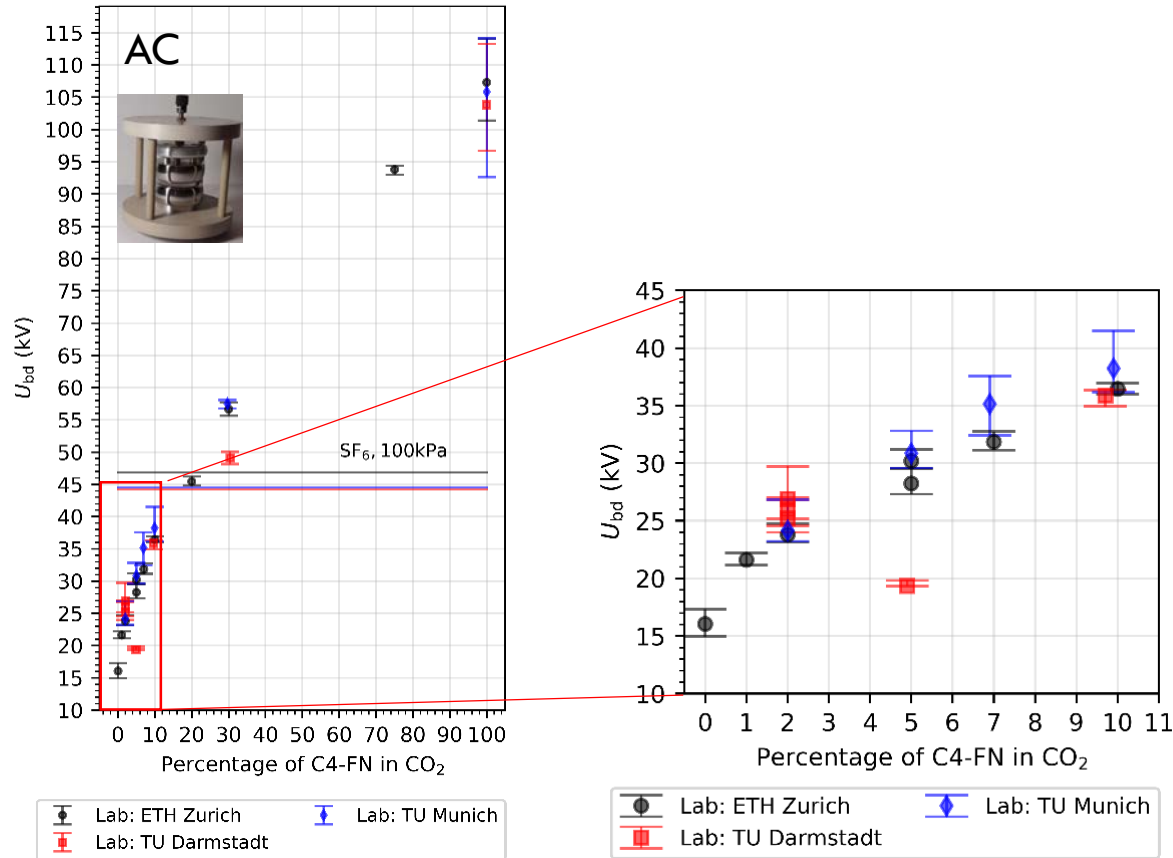 AC
115
110
105
100
95
90
85
80
75
70
65
60
55
50
45
40
35
30
25
20
15
10
U_bd (kV)
SF₆, 100kPa
0 10 20 30 40 50 60 70 80 90 100
Percentage of C4-FN in CO₂
Lab: ETH Zurich
Lab: TU Darmstadt
Lab: TU Munich
45
40
35
30
25
20
15
10
U_bd (kV)
0 1 2 3 4 5 6 7 8 9 10 11
Percentage of C4-FN in CO₂
Lab: ETH Zurich
Lab: TU Darmstadt
Lab: TU Munich